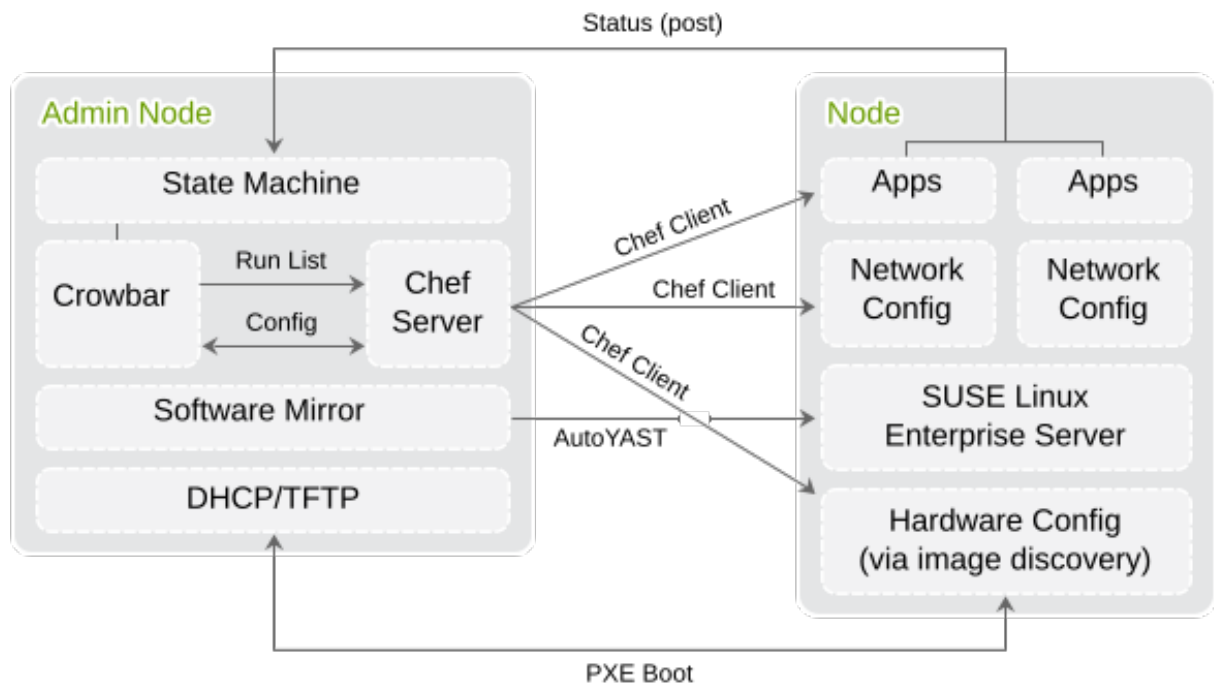 Status (post)
Admin Node
State Machine
Crowbar
Run List
Config
Chef
Server
Software Mirror
DHCP/TFTP
Chef Client
Chef Client
Chef Client
AutoYAST
Node
Apps
Apps
Network
Config
Network
Config
SUSE Linux
Enterprise Server
Hardware Config
(via image discovery)
PXE Boot